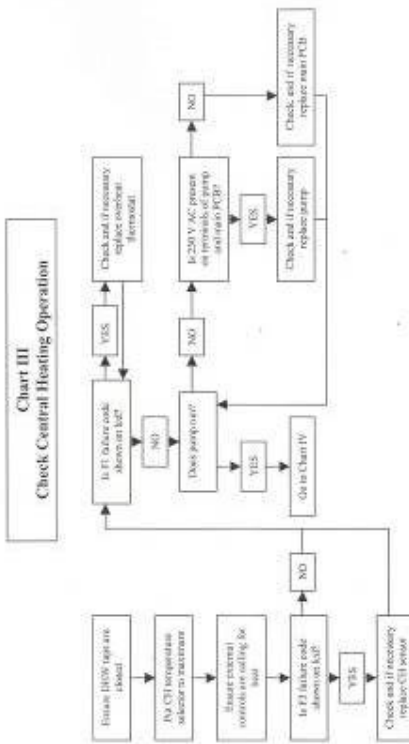 Chart III
Check Central Heating Operation
Ensure DHW taps are
closed
Put CH temperature
selector to maximum
Ensure external
controls are calling for
heat
Is F3 failure code
shown on lcd?
NO
YES
Check and if necessary
replace CH sensor
Is F1 failure code
shown on lcd?
YES
Check and if necessary
replace overheat
thermostat
NO
Does pump run?
NO
YES
Go to Chart IV
Is 230 V AC present
on terminals of pump
and main PCB?
NO
YES
Check and if necessary
replace pump
Check, and if necessary
replace main PCB